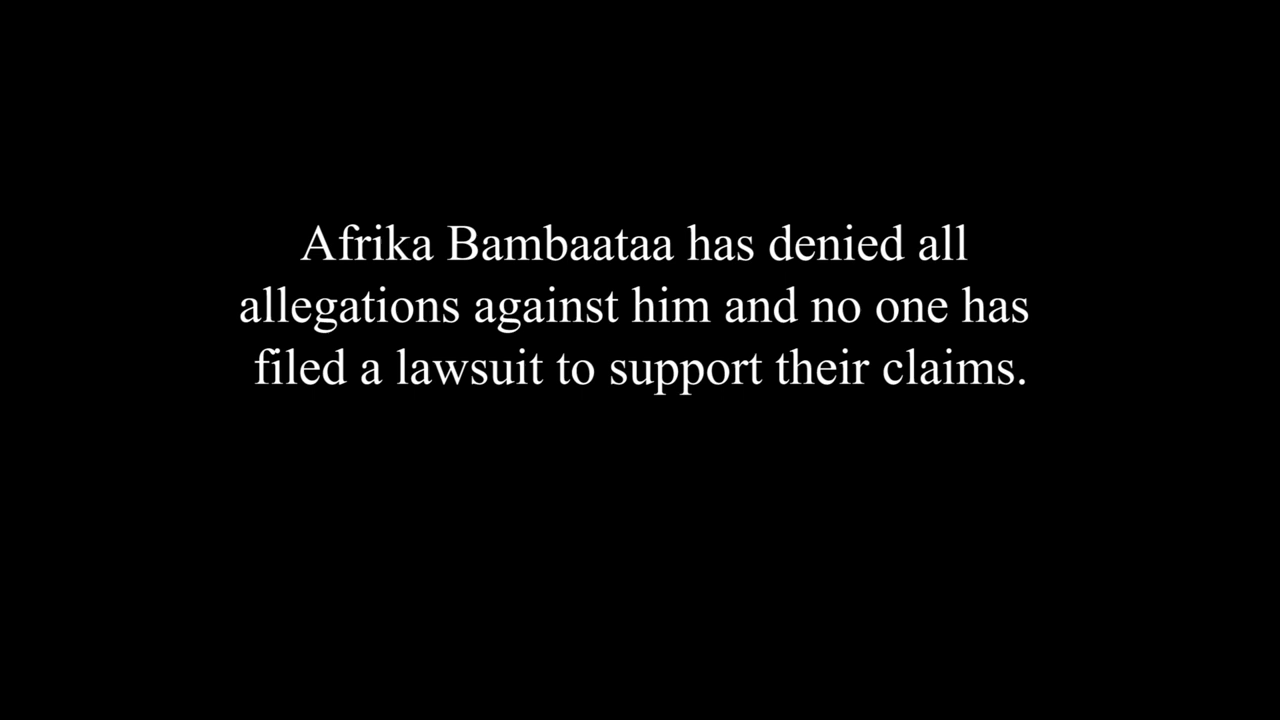 Afrika Bambaataa has denied all
allegations against him and no one has
filed a lawsuit to support their claims.